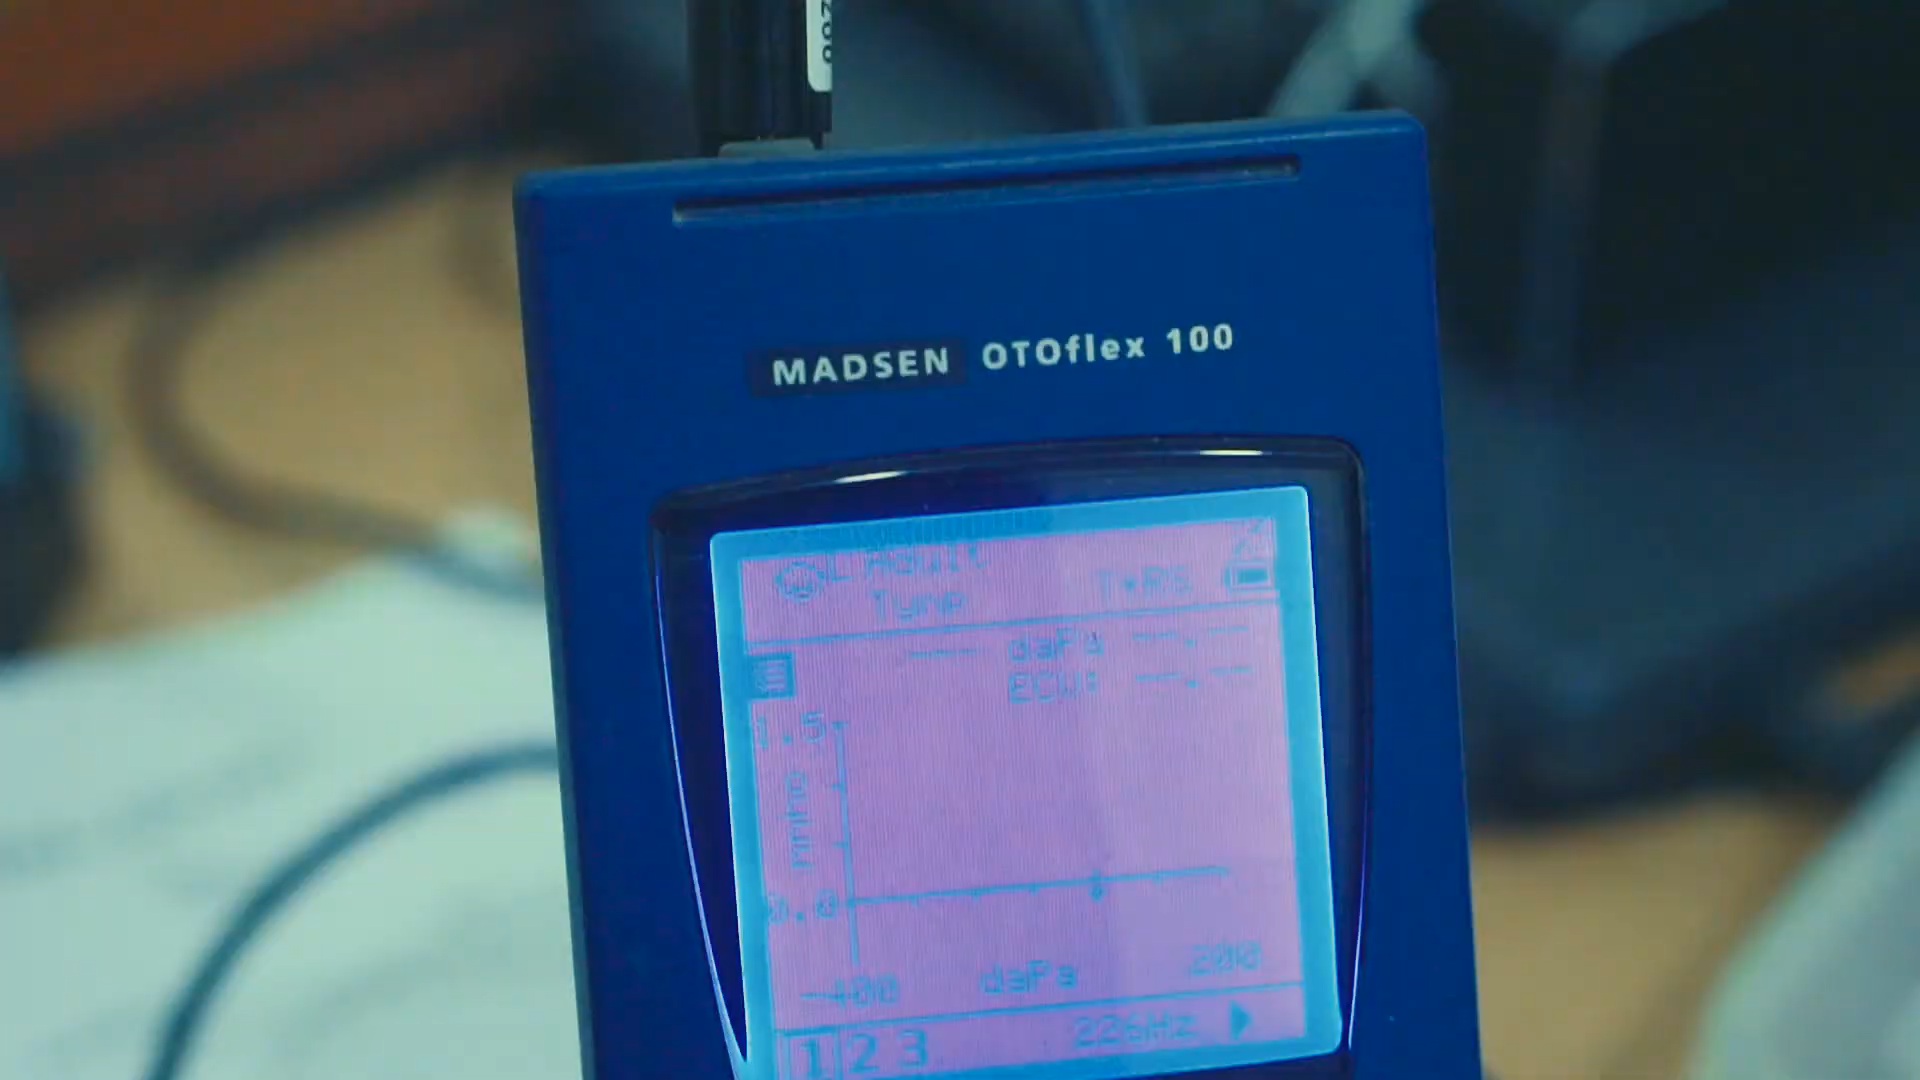 MADSEN OTOflex 100
L Adult
Tymp
daPa ---.--
ECV: --.--
1.5
mmho
0.0
-400 daPa 200
1 2 3 226Hz